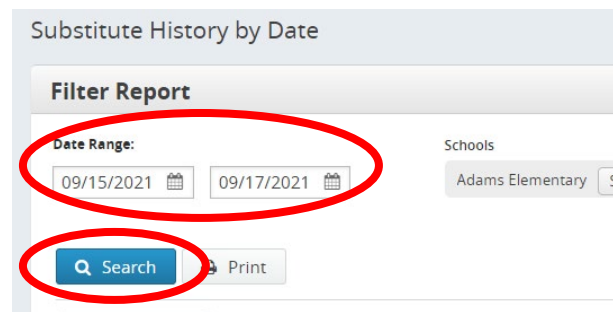 Substitute History by Date
Filter Report
Date Range:
Schools
09/15/2021 09/17/2021
Adams Elementary
Search Print